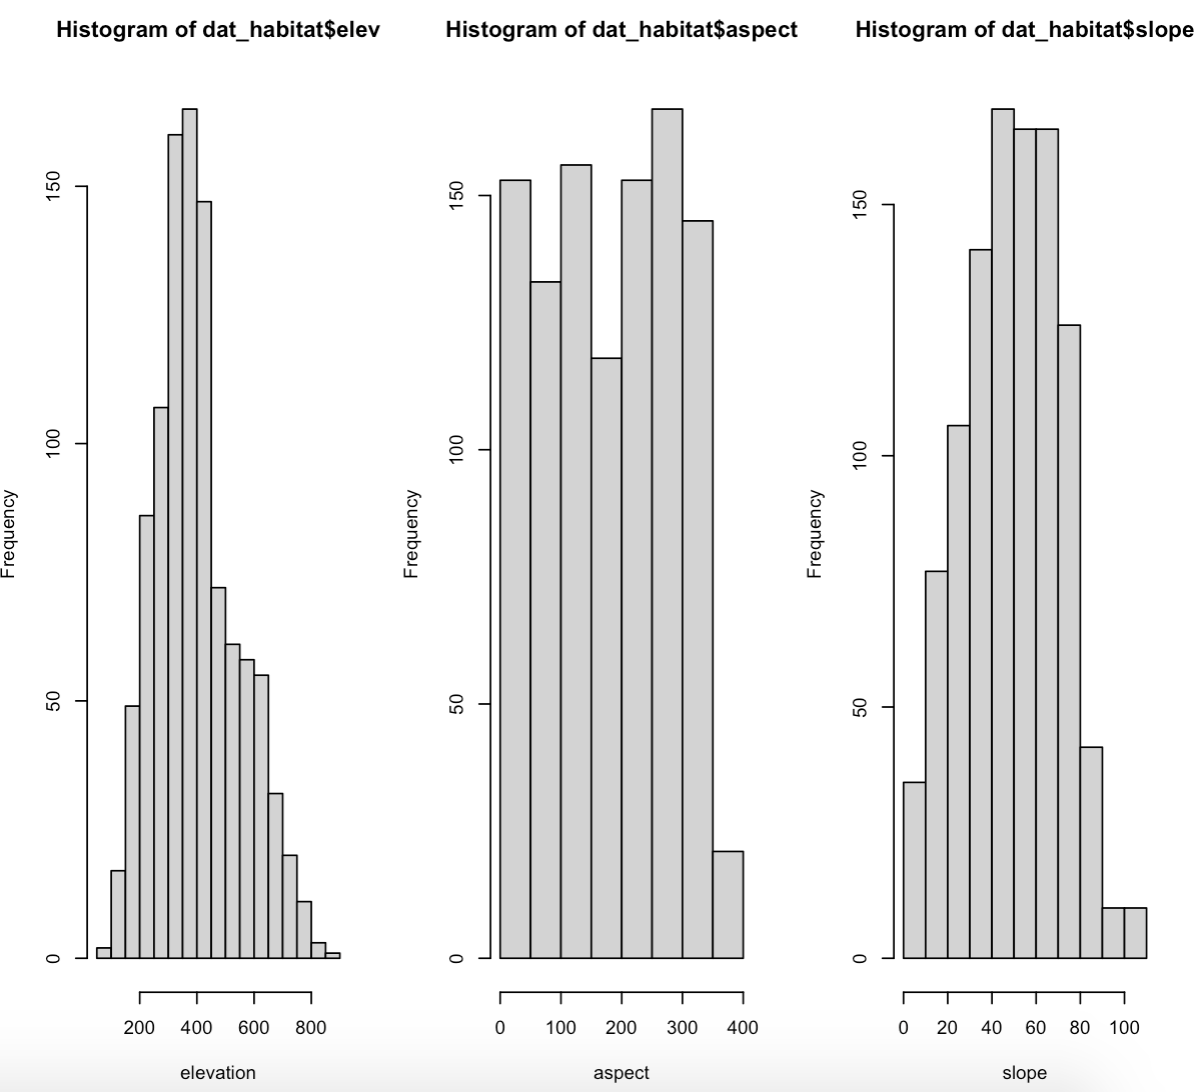 Histogram of dat_habitat$elev
Frequency
0
50
100
150
200 400 600 800
elevation
Histogram of dat_habitat$aspect
Frequency
0
50
100
150
0 100 200 300 400
aspect
Histogram of dat_habitat$slope
Frequency
0
50
100
150
0 20 40 60 80 100
slope